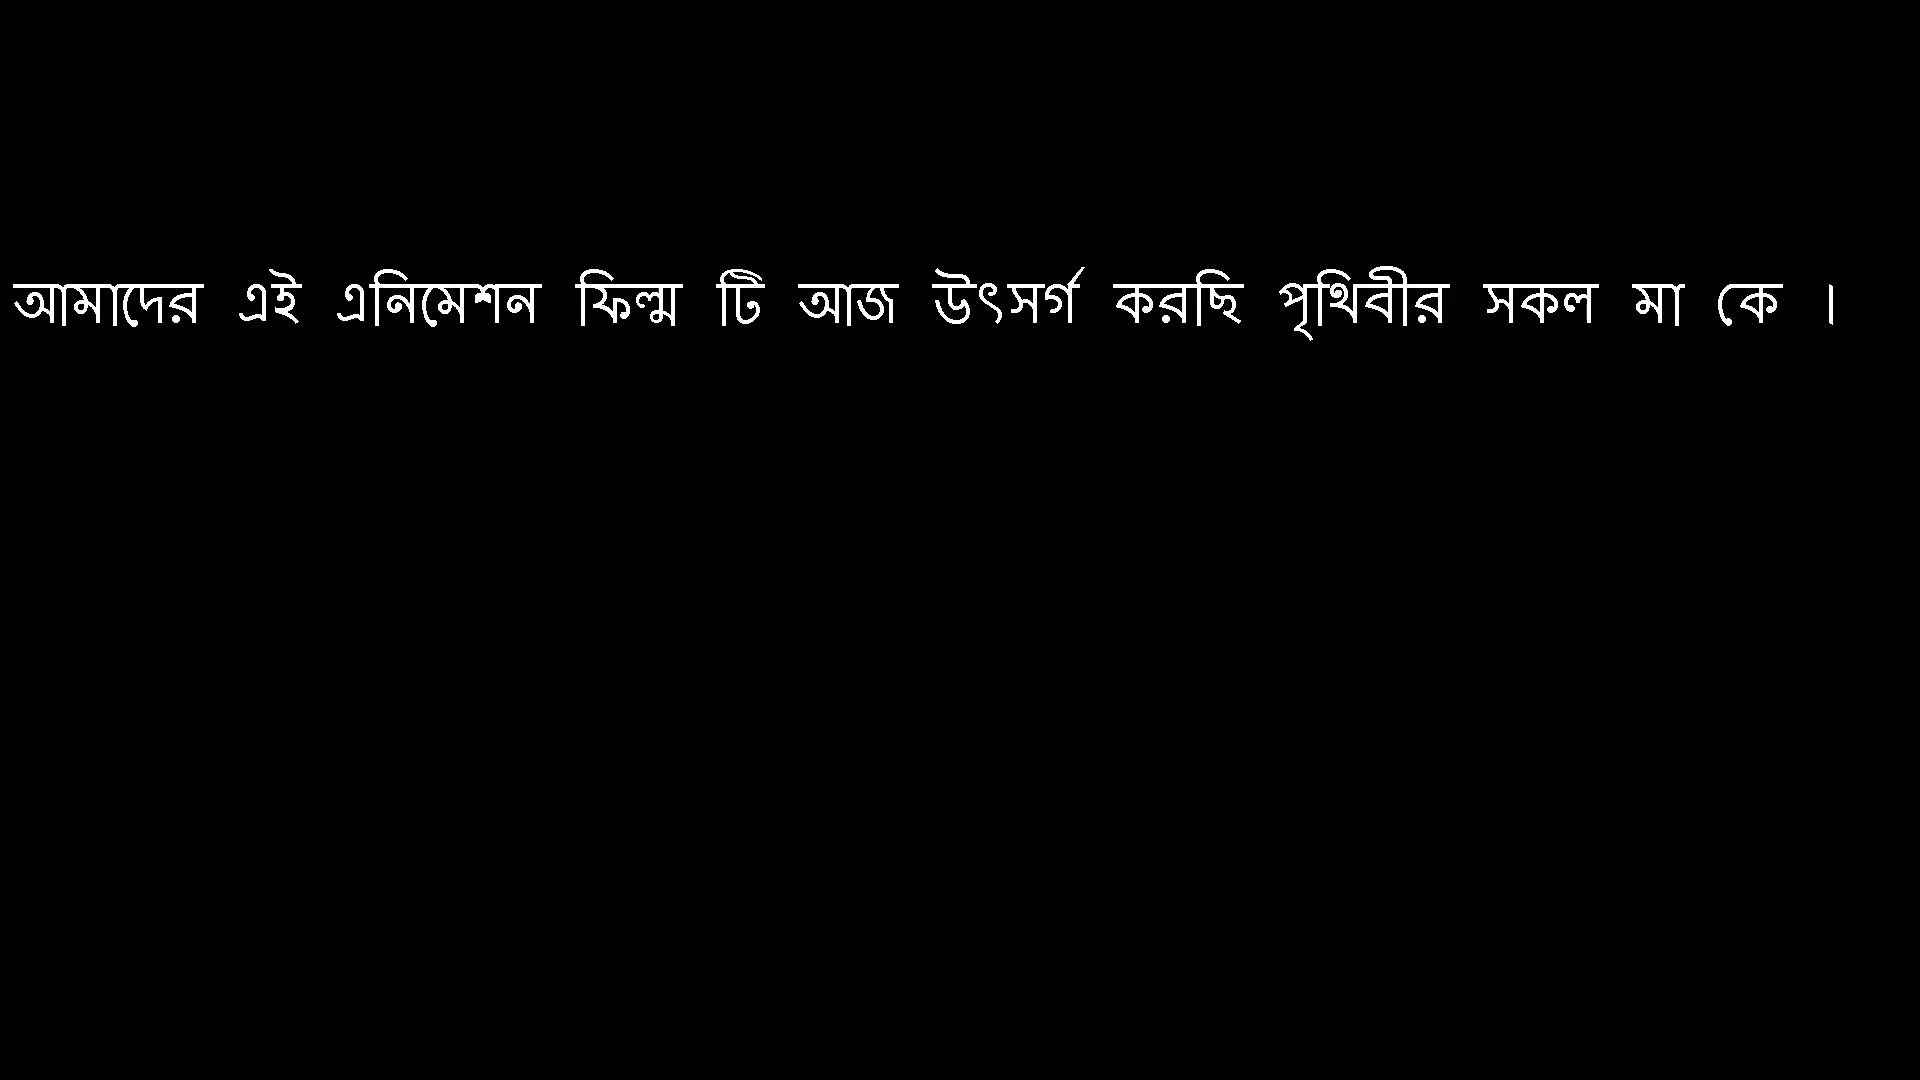 আমাদের এই এনিমেশন ফিল্ম টি আজ উৎসর্গ করছি পৃথিবীর সকল মা কে ।